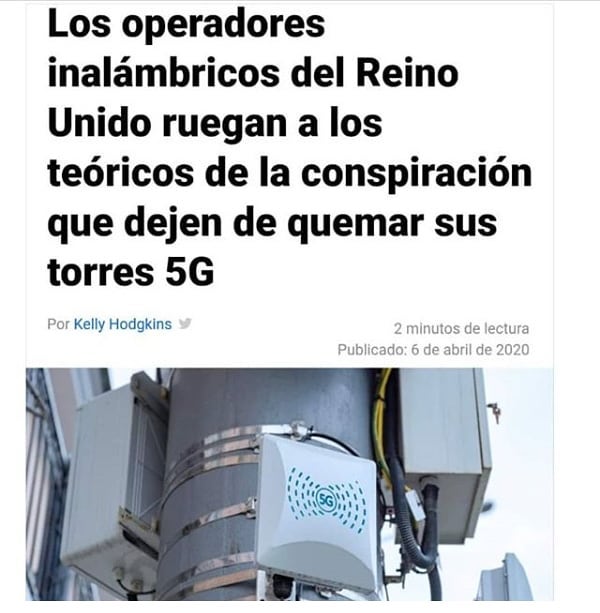 Los operadores
inalámbricos del Reino
Unido ruegan a los
teóricos de la conspiración
que dejen de quemar sus
torres 5G
Por Kelly Hodgkins
2 minutos de lectura
Publicado: 6 de abril de 2020
5G